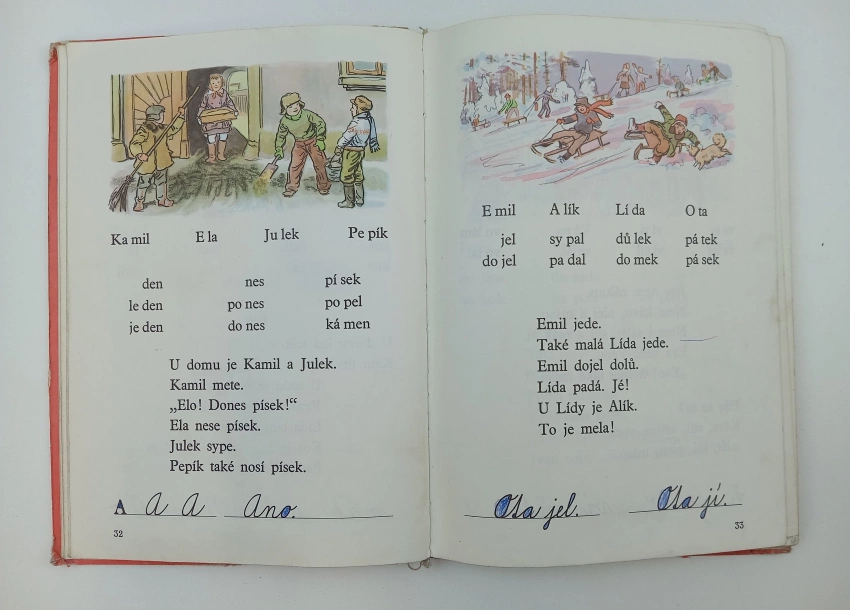 Ka mil E la Ju lek Pe pík
den nes pí sek
le den po nes po pel
je den do nes ká men
U domu je Kamil a Julek.
Kamil mete.
„Elo! Dones písek!“
Ela nese písek.
Julek sype.
Pepík také nosí písek.
A A A Ano.
32
E mil A lík Lí da O ta
jel sy pal dů lek pá tek
do jel pa dal do mek pá sek
Emil jede.
Také malá Lída jede.
Emil dojel dolů.
Lída padá. Jé!
U Lídy je Alík.
To je mela!
Ota jel. Ota jí.
33